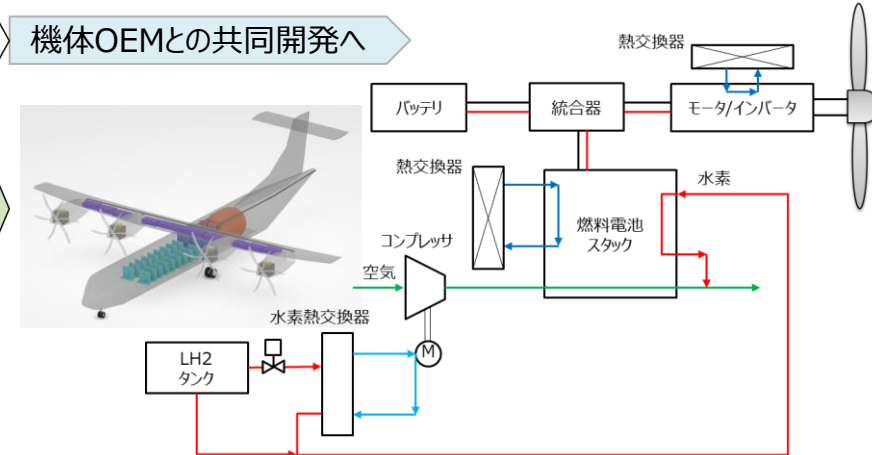 機体OEMとの共同開発へ
熱交換器
バッテリ
統合器
モータ/インバータ
熱交換器
水素
燃料電池
スタック
コンプレッサ
空気
水素熱交換器
M
LH2
タンク